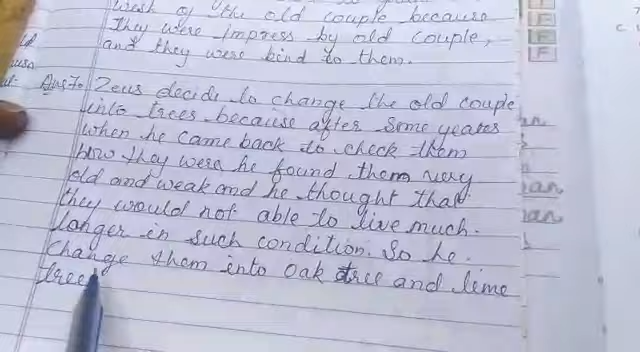 wish of the old couple because
they were impress by old couple,
and they were kind to them.
Ans 7. Zeus decide to change the old couple
into trees because after some yeares
when he came back to check them
how they were he found them very
old and weak and he thought that
they would not able to live much.
longer in such condition. So he.
change them into oak tree and lime
tree